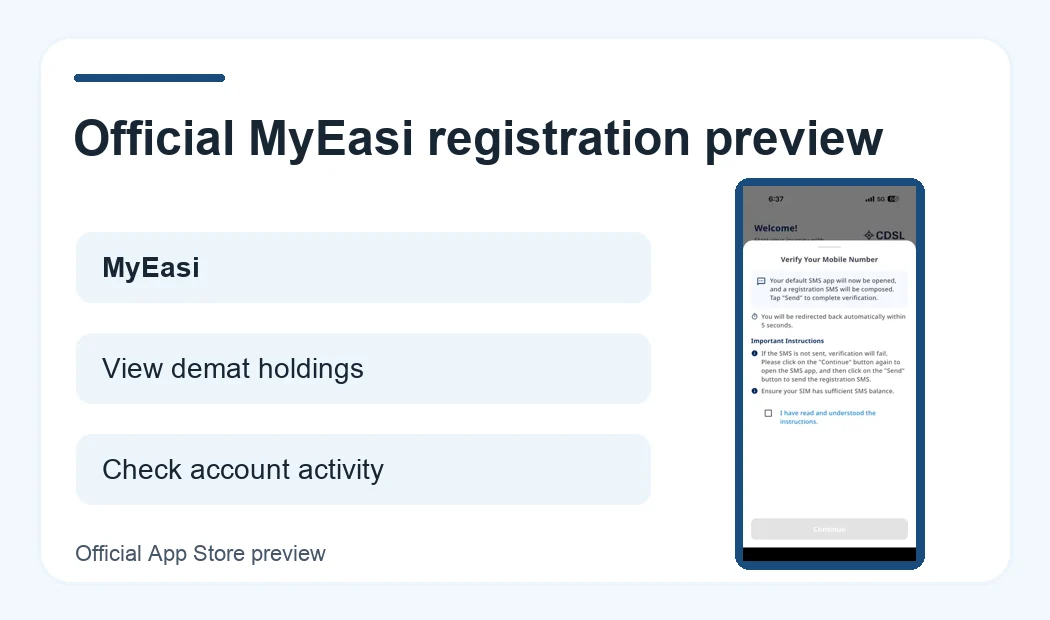 Official MyEasi registration preview
MyEasi
View demat holdings
Check account activity
Official App Store preview
6:37
5G
Welcome!
CDSL
Verify Your Mobile Number
Your default SMS app will now be opened,
and a registration SMS will be composed.
Tap "Send" to complete verification.
You will be redirected back automatically within
5 seconds.
Important Instructions
If the SMS is not sent, verification will fail.
Please click on the "Continue" button again to
open the SMS app, and then click on the "Send"
button to send the registration SMS.
Ensure your SIM has sufficient SMS balance.
I have read and understood the
instructions.
Continue